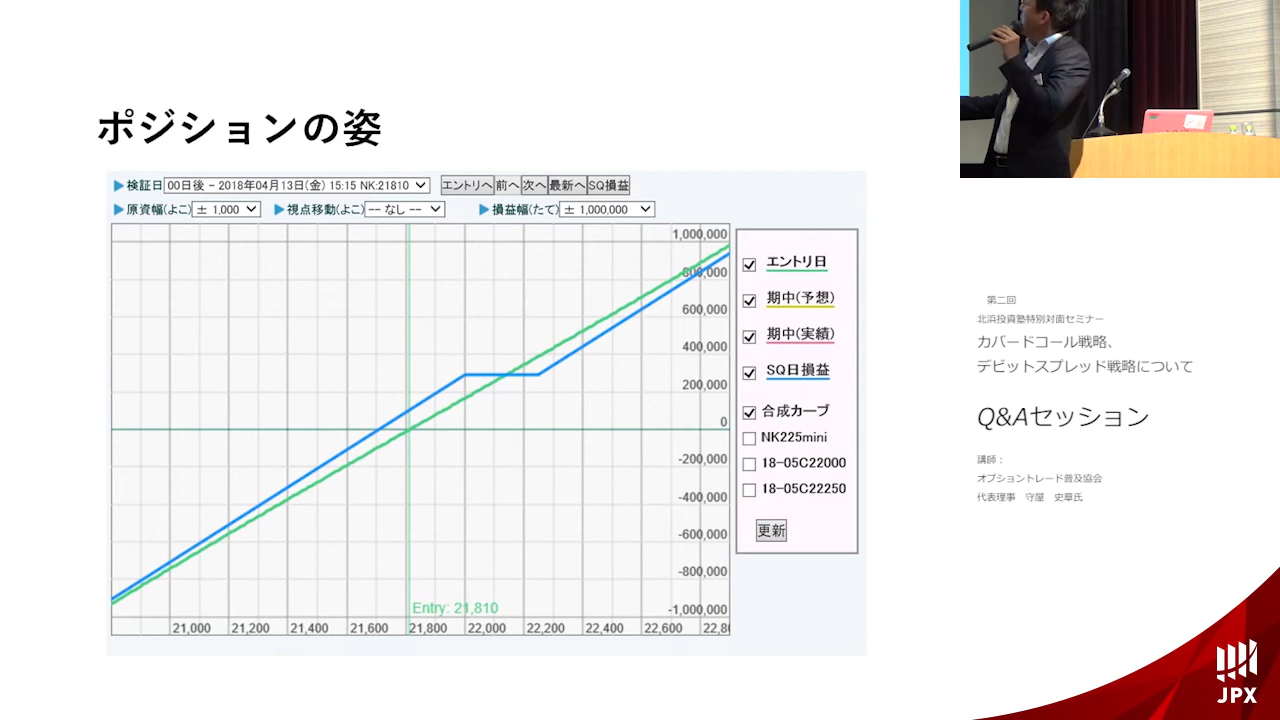 ポジションの姿
▶検証日 00日後 - 2018年04月13日(金) 15:15 NK:21810 エントリへ 前へ 次へ 最新へ SQ損益
▶原資幅(よこ) ± 1,000 ▶視点移動(よこ) -- なし -- ▶損益幅(たて) ± 1,000,000
1,000,000
800,000
600,000
400,000
200,000
0
-200,000
-400,000
-600,000
-800,000
-1,000,000
Entry: 21,810
21,000 21,200 21,400 21,600 21,800 22,000 22,200 22,400 22,600 22,8
エントリ日
期中(予想)
期中(実績)
SQ日損益
合成カーブ
NK225mini
18-05C22000
18-05C22250
更新
第二回
北浜投資塾特別対面セミナー
カバードコール戦略、
デビットスプレッド戦略について
Q&Aセッション
講師：
オプショントレード普及協会
代表理事 守屋 史章氏
JPX